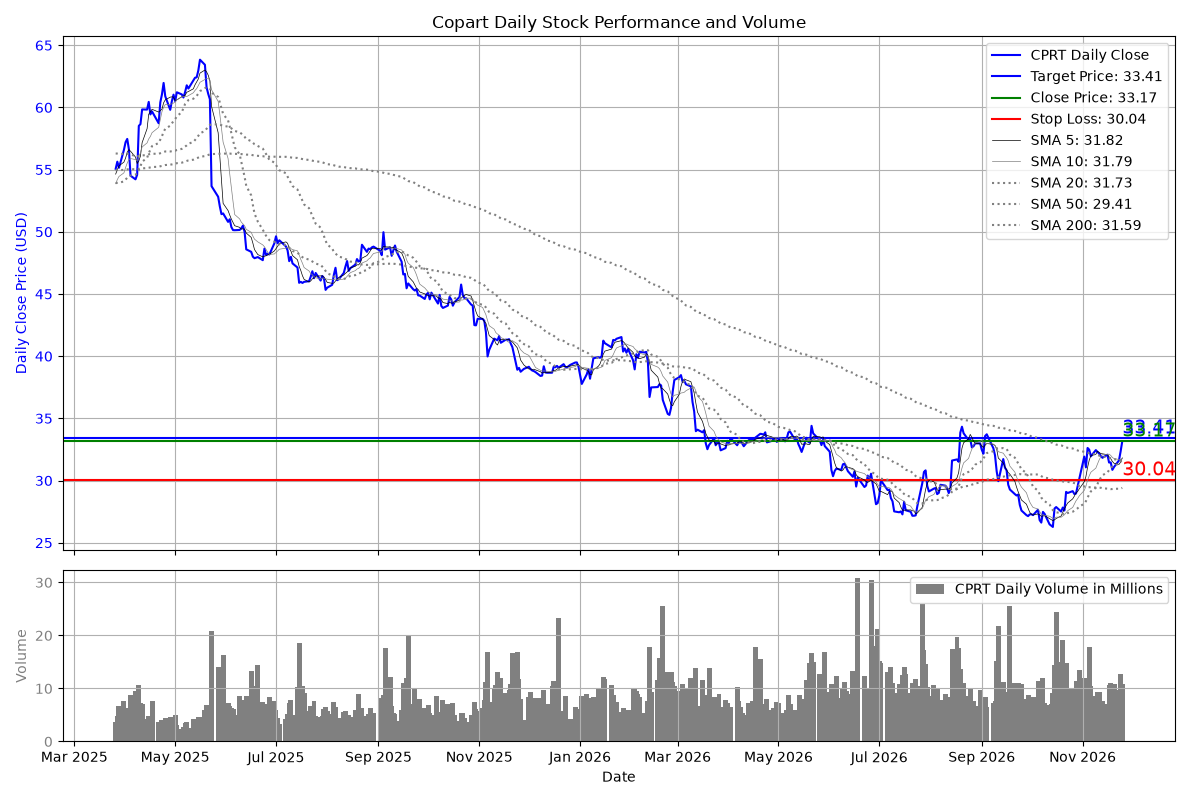 Copart Daily Stock Performance and Volume
65
60
55
50
45
40
35
30
25
Daily Close Price (USD)
CPRT Daily Close
Target Price: 33.41
Close Price: 33.17
Stop Loss: 30.04
SMA 5: 31.82
SMA 10: 31.79
SMA 20: 31.73
SMA 50: 29.41
SMA 200: 31.59
33.41
33.17
30.04
30
20
10
0
Volume
CPRT Daily Volume in Millions
Mar 2025 May 2025 Jul 2025 Sep 2025 Nov 2025 Jan 2026 Mar 2026 May 2026 Jul 2026 Sep 2026 Nov 2026
Date